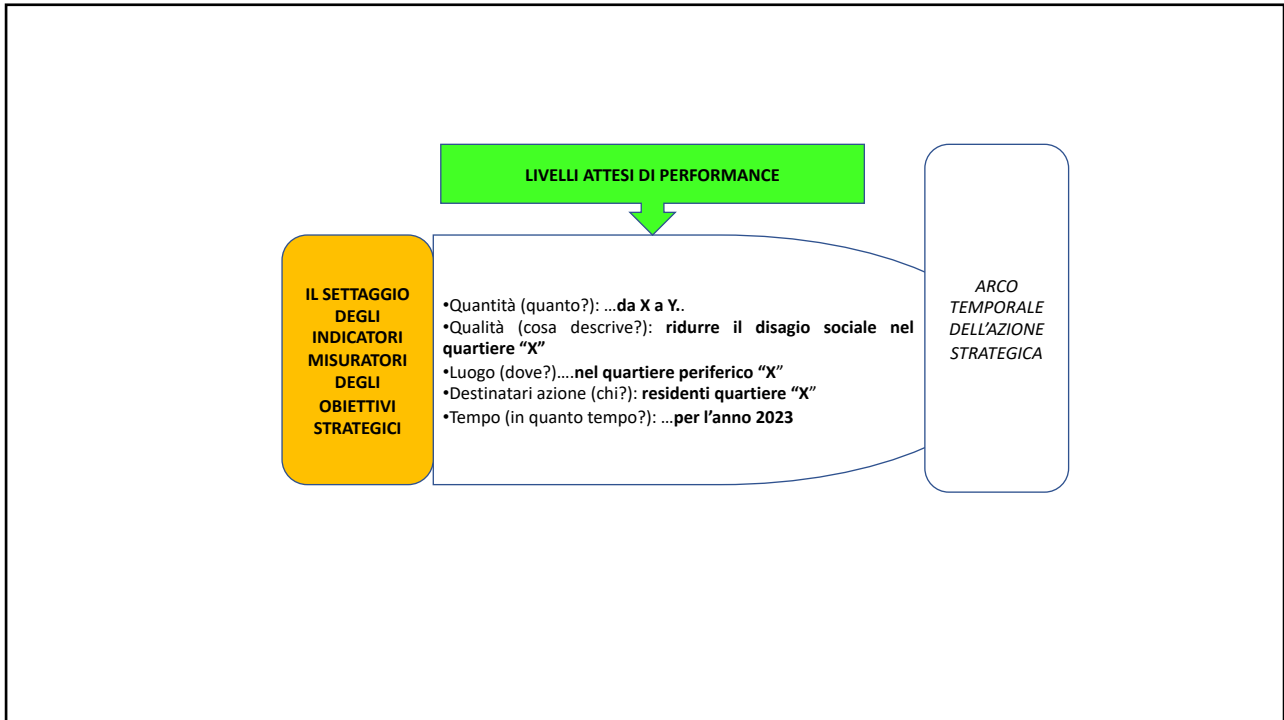 LIVELLI ATTESI DI PERFORMANCE
IL SETTAGGIO
DEGLI
INDICATORI
MISURATORI
DEGLI
OBIETTIVI
STRATEGICI
•Quantità (quanto?): …da X a Y..
•Qualità (cosa descrive?): ridurre il disagio sociale nel
quartiere “X”
•Luogo (dove?)….nel quartiere periferico “X”
•Destinatari azione (chi?): residenti quartiere “X”
•Tempo (in quanto tempo?): …per l’anno 2023
ARCO
TEMPORALE
DELL’AZIONE
STRATEGICA